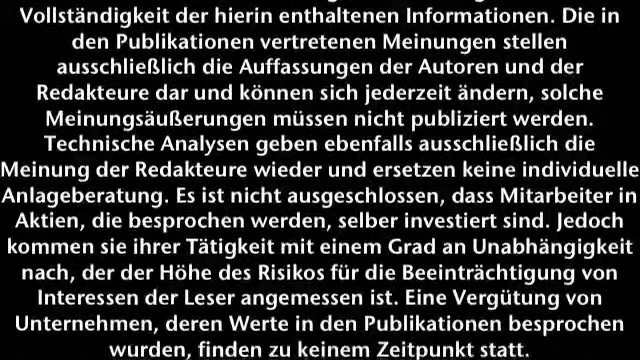 Vollständigkeit der hierin enthaltenen Informationen. Die in
den Publikationen vertretenen Meinungen stellen
ausschließlich die Auffassungen der Autoren und der
Redakteure dar und können sich jederzeit ändern, solche
Meinungsäußerungen müssen nicht publiziert werden.
Technische Analysen geben ebenfalls ausschließlich die
Meinung der Redakteure wieder und ersetzen keine individuelle
Anlageberatung. Es ist nicht ausgeschlossen, dass Mitarbeiter in
Aktien, die besprochen werden, selber investiert sind. Jedoch
kommen sie ihrer Tätigkeit mit einem Grad an Unabhängigkeit
nach, der der Höhe des Risikos für die Beeinträchtigung von
Interessen der Leser angemessen ist. Eine Vergütung von
Unternehmen, deren Werte in den Publikationen besprochen
wurden, finden zu keinem Zeitpunkt statt.